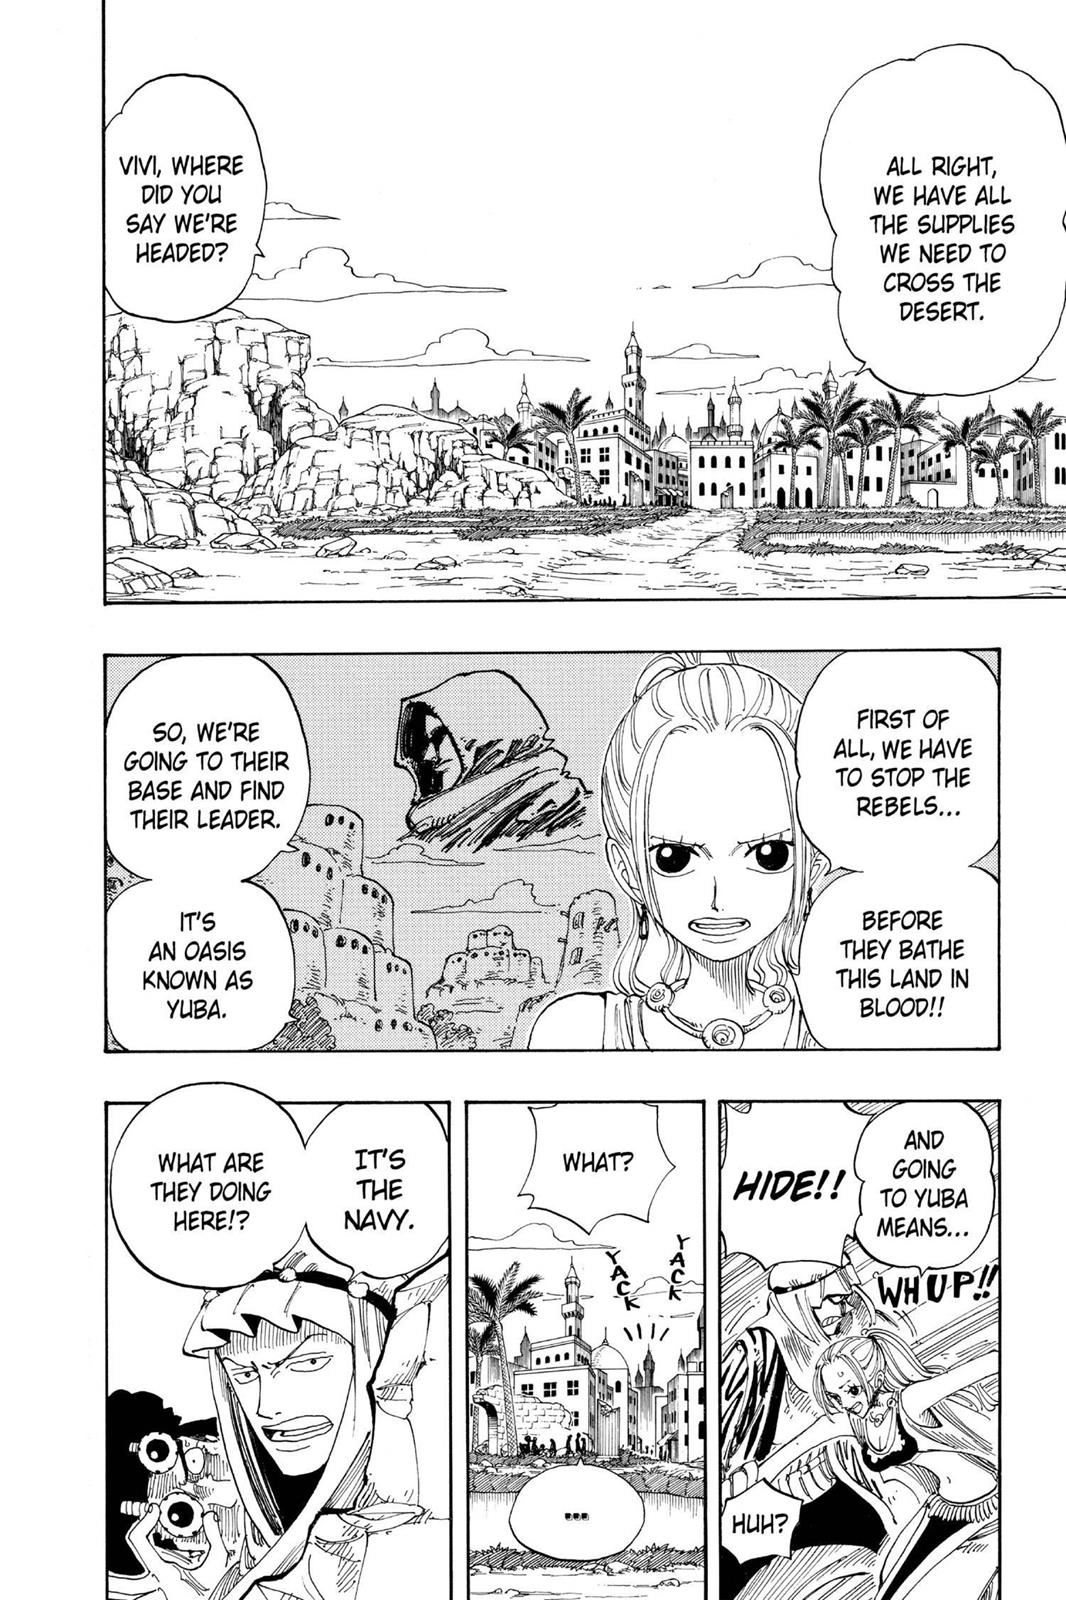 ALL RIGHT,
WE HAVE ALL
THE SUPPLIES
WE NEED TO
CROSS THE
DESERT.
VIVI, WHERE
DID YOU
SAY WE'RE
HEADED?
FIRST OF
ALL, WE HAVE
TO STOP THE
REBELS...
BEFORE
THEY BATHE
THIS LAND IN
BLOOD!!
SO, WE'RE
GOING TO THEIR
BASE AND FIND
THEIR LEADER.
IT'S
AN OASIS
KNOWN AS
YUBA.
AND
GOING
TO YUBA
MEANS...
HIDE!!
WHUP!!
HUH?
WHAT?
YACK
YACK
...
IT'S
THE
NAVY.
WHAT ARE
THEY DOING
HERE!?